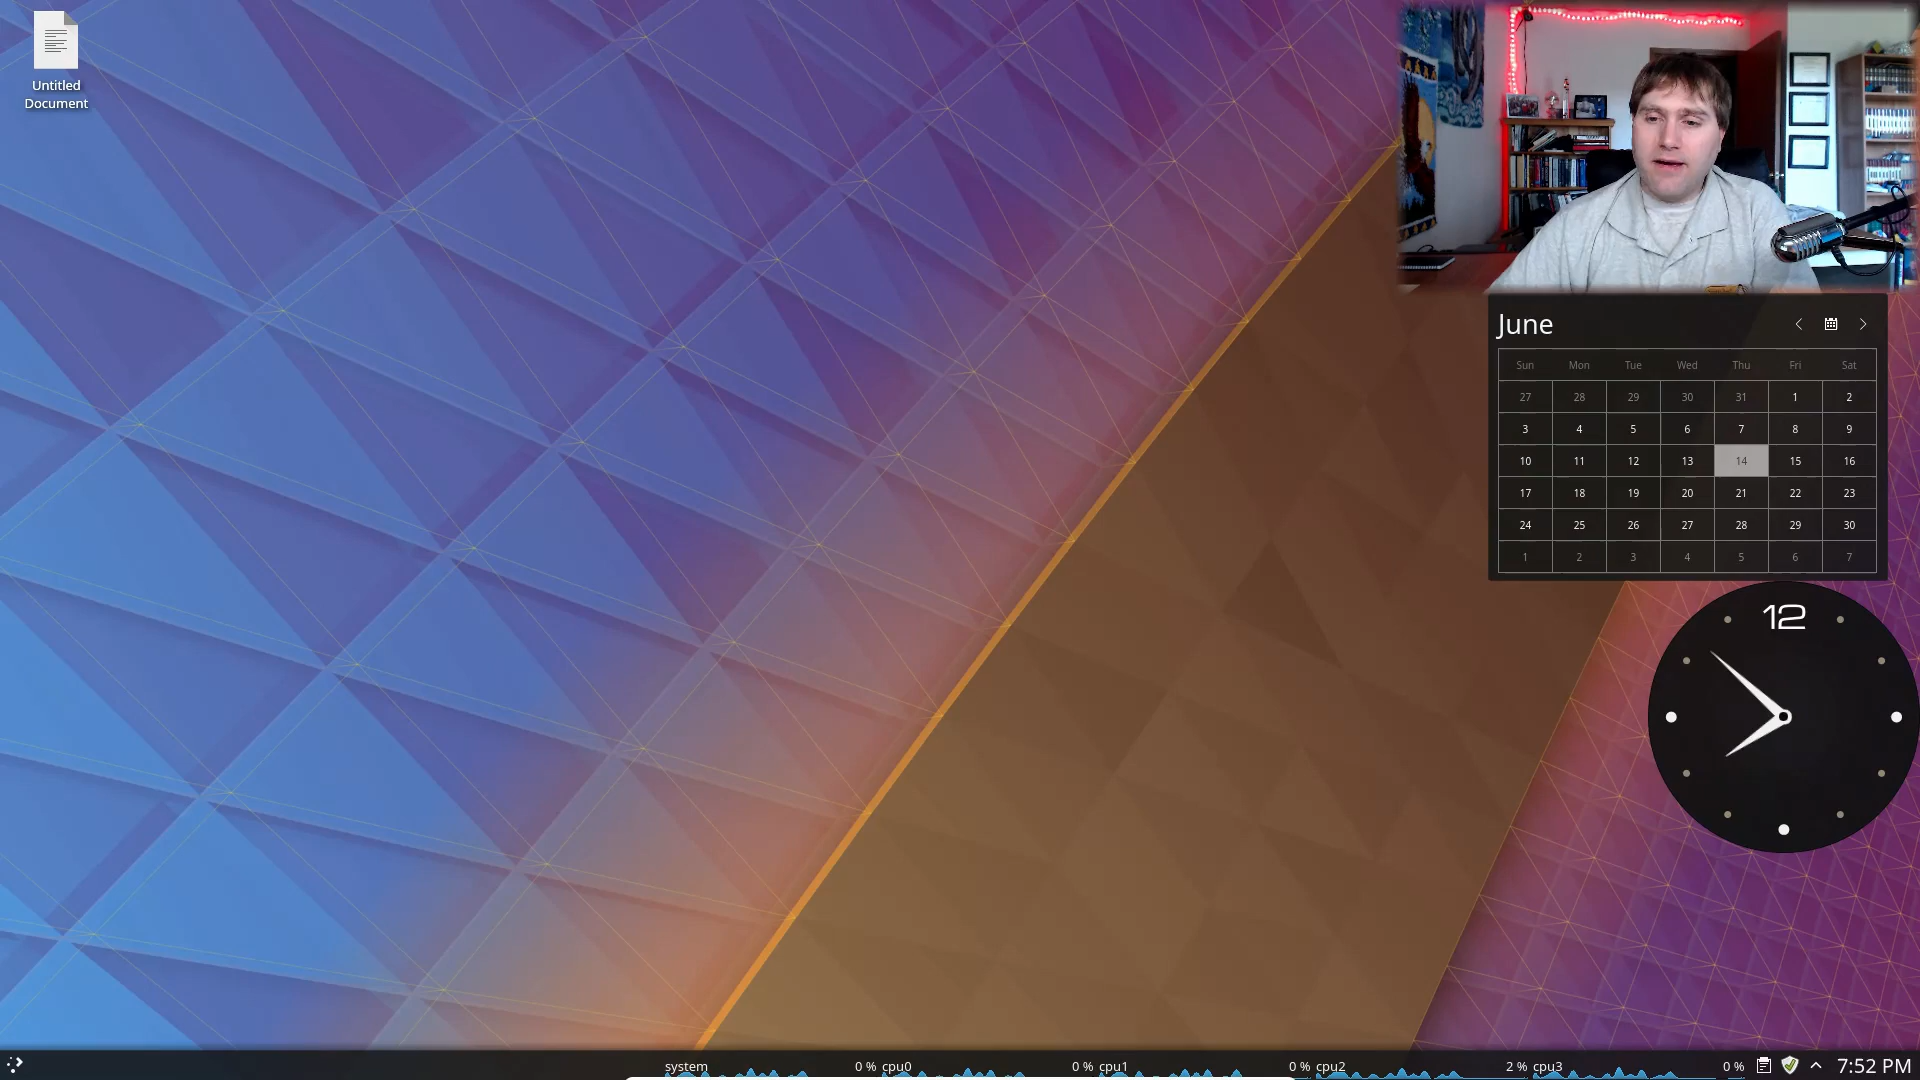 Untitled
Document
June
Sun Mon Tue Wed Thu Fri Sat
27 28 29 30 31 1 2
3 4 5 6 7 8 9
10 11 12 13 14 15 16
17 18 19 20 21 22 23
24 25 26 27 28 29 30
1 2 3 4 5 6 7
12
system 0 % cpu0 0 % cpu1 0 % cpu2 2 % cpu3 0 % 7:52 PM